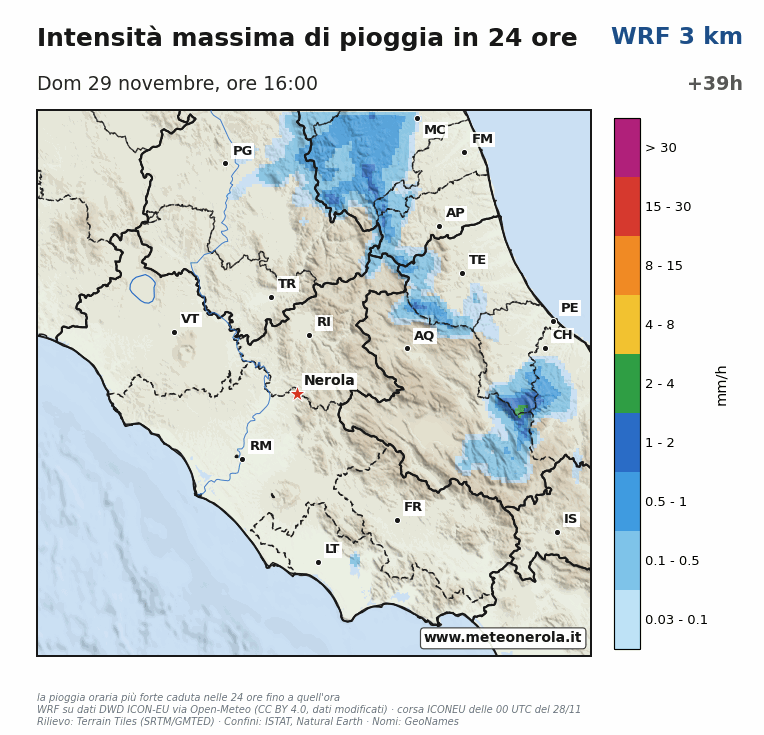 Intensità massima di pioggia in 24 ore
WRF 3 km
Dom 29 novembre, ore 16:00
+39h
MC
FM
PG
AP
TE
TR
PE
VT
RI
AQ
CH
Nerola
RM
FR
IS
LT
www.meteonerola.it
> 30
15 - 30
8 - 15
4 - 8
2 - 4
1 - 2
0.5 - 1
0.1 - 0.5
0.03 - 0.1
mm/h
la pioggia oraria più forte caduta nelle 24 ore fino a quell'ora
WRF su dati DWD ICON-EU via Open-Meteo (CC BY 4.0, dati modificati) · corsa ICONEU delle 00 UTC del 28/11
Rilievo: Terrain Tiles (SRTM/GMTED) · Confini: ISTAT, Natural Earth · Nomi: GeoNames